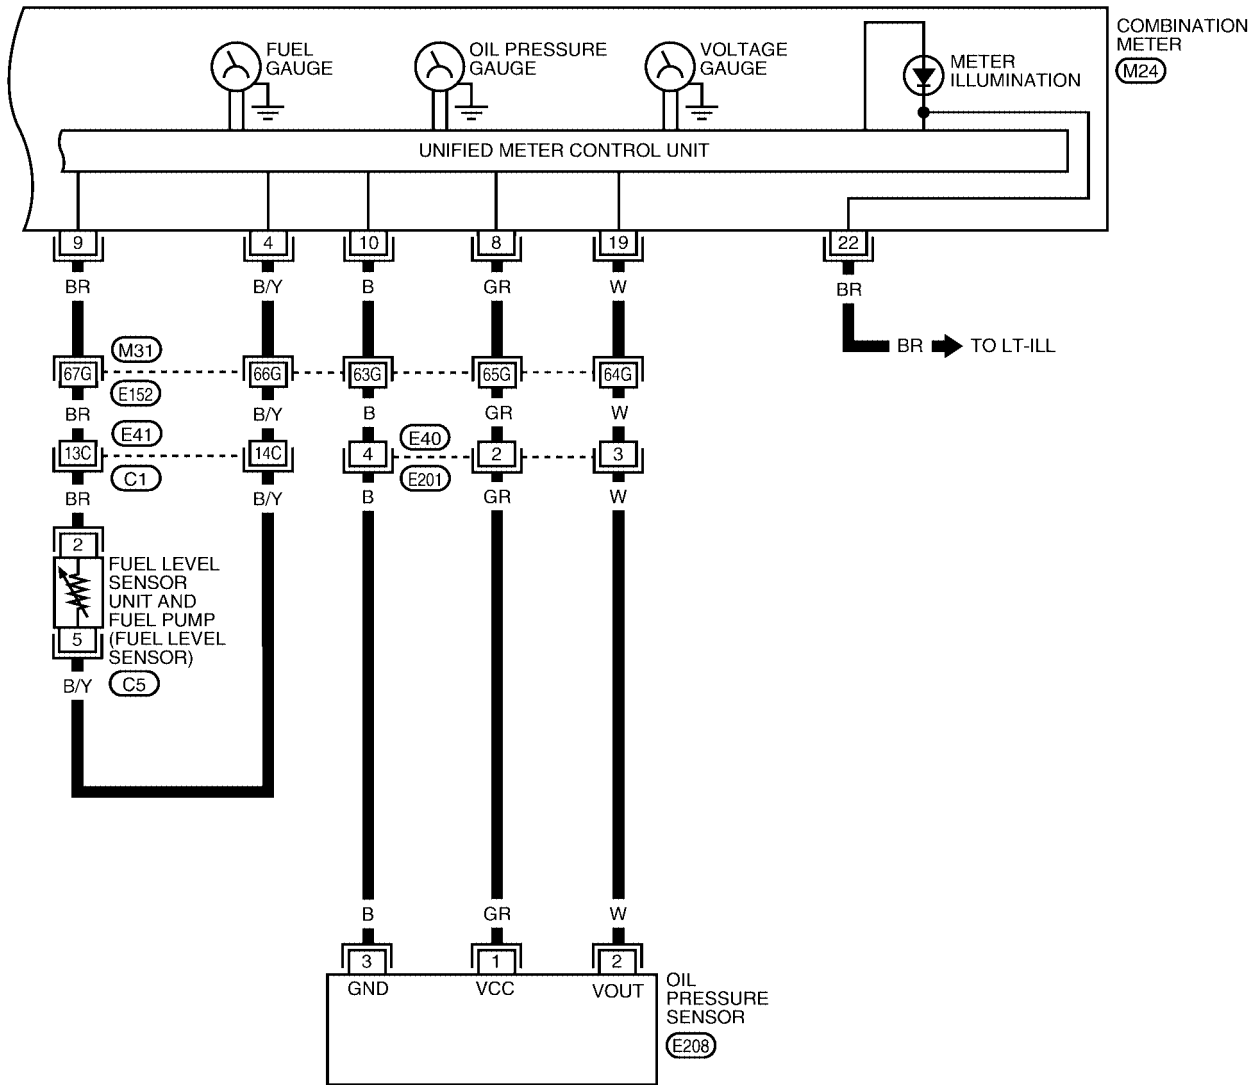 COMBINATION
METER
M24
FUEL
GAUGE
OIL PRESSURE
GAUGE
VOLTAGE
GAUGE
METER
ILLUMINATION
UNIFIED METER CONTROL UNIT
9 4 10 8 19 22
BR B/Y B GR W BR
BR TO LT-ILL
M31
67G 66G 63G 65G 64G
E152
BR B/Y B GR W
E41 E40
13C 14C 4 2 3
C1 E201
BR B/Y B GR W
2
FUEL LEVEL
SENSOR
UNIT AND
FUEL PUMP
(FUEL LEVEL
SENSOR)
5
B/Y C5
B GR W
3 1 2
GND VCC VOUT
OIL
PRESSURE
SENSOR
E208